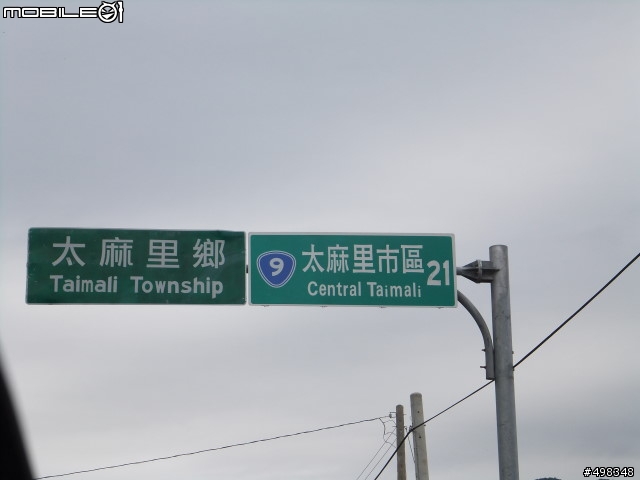 MOBILE01
太麻里鄉
Taimali Township
9
太麻里市區 21
Central Taimali
#498348